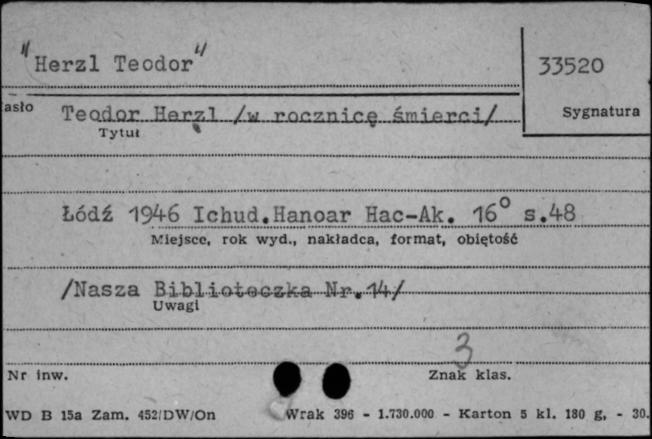 "Herzl Teodor"
33520
asło
Teodor Herzl /w rocznicę śmierci/
Sygnatura
Tytuł
Łódź 1946 Ichud.Hanoar Hac-Ak. 16° s.48
Miejsce, rok wyd., nakładca, format, objętość
/Nasza Biblioteczka Nr.14/
Uwagi
3
Nr inw.
Znak klas.
WD B 15a Zam. 452/DW/On Wrak 396 - 1.730.000 - Karton 5 kl. 180 g, - 30.